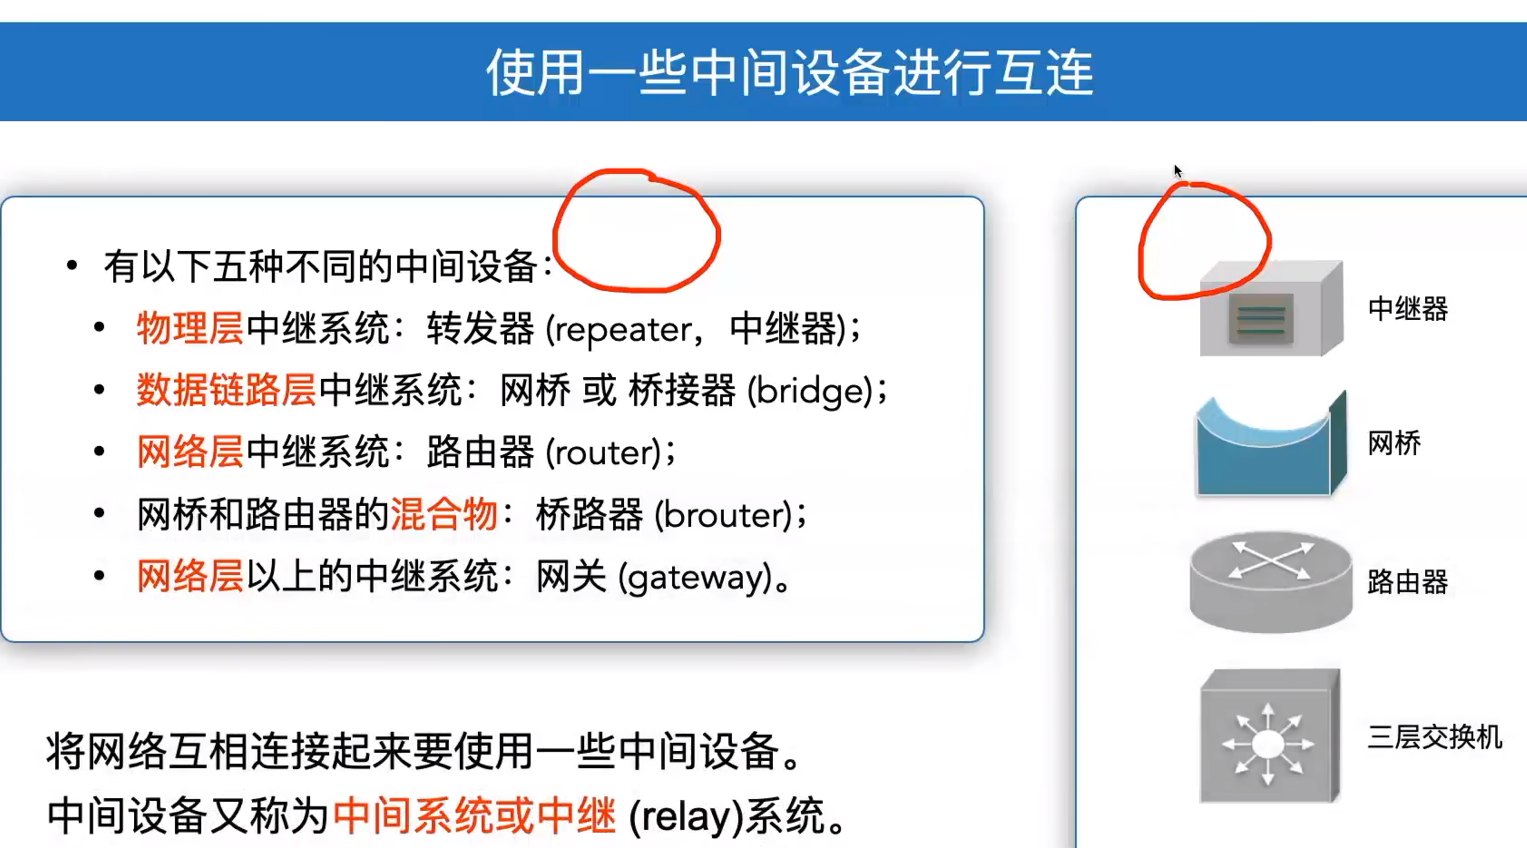 使用一些中间设备进行互连
• 有以下五种不同的中间设备：
• 物理层中继系统：转发器 (repeater，中继器)；
• 数据链路层中继系统：网桥 或 桥接器 (bridge)；
• 网络层中继系统：路由器 (router)；
• 网桥和路由器的混合物：桥路器 (brouter)；
• 网络层以上的中继系统：网关 (gateway)。
将网络互相连接起来要使用一些中间设备。
中间设备又称为中间系统或中继 (relay)系统。
中继器
网桥
路由器
三层交换机